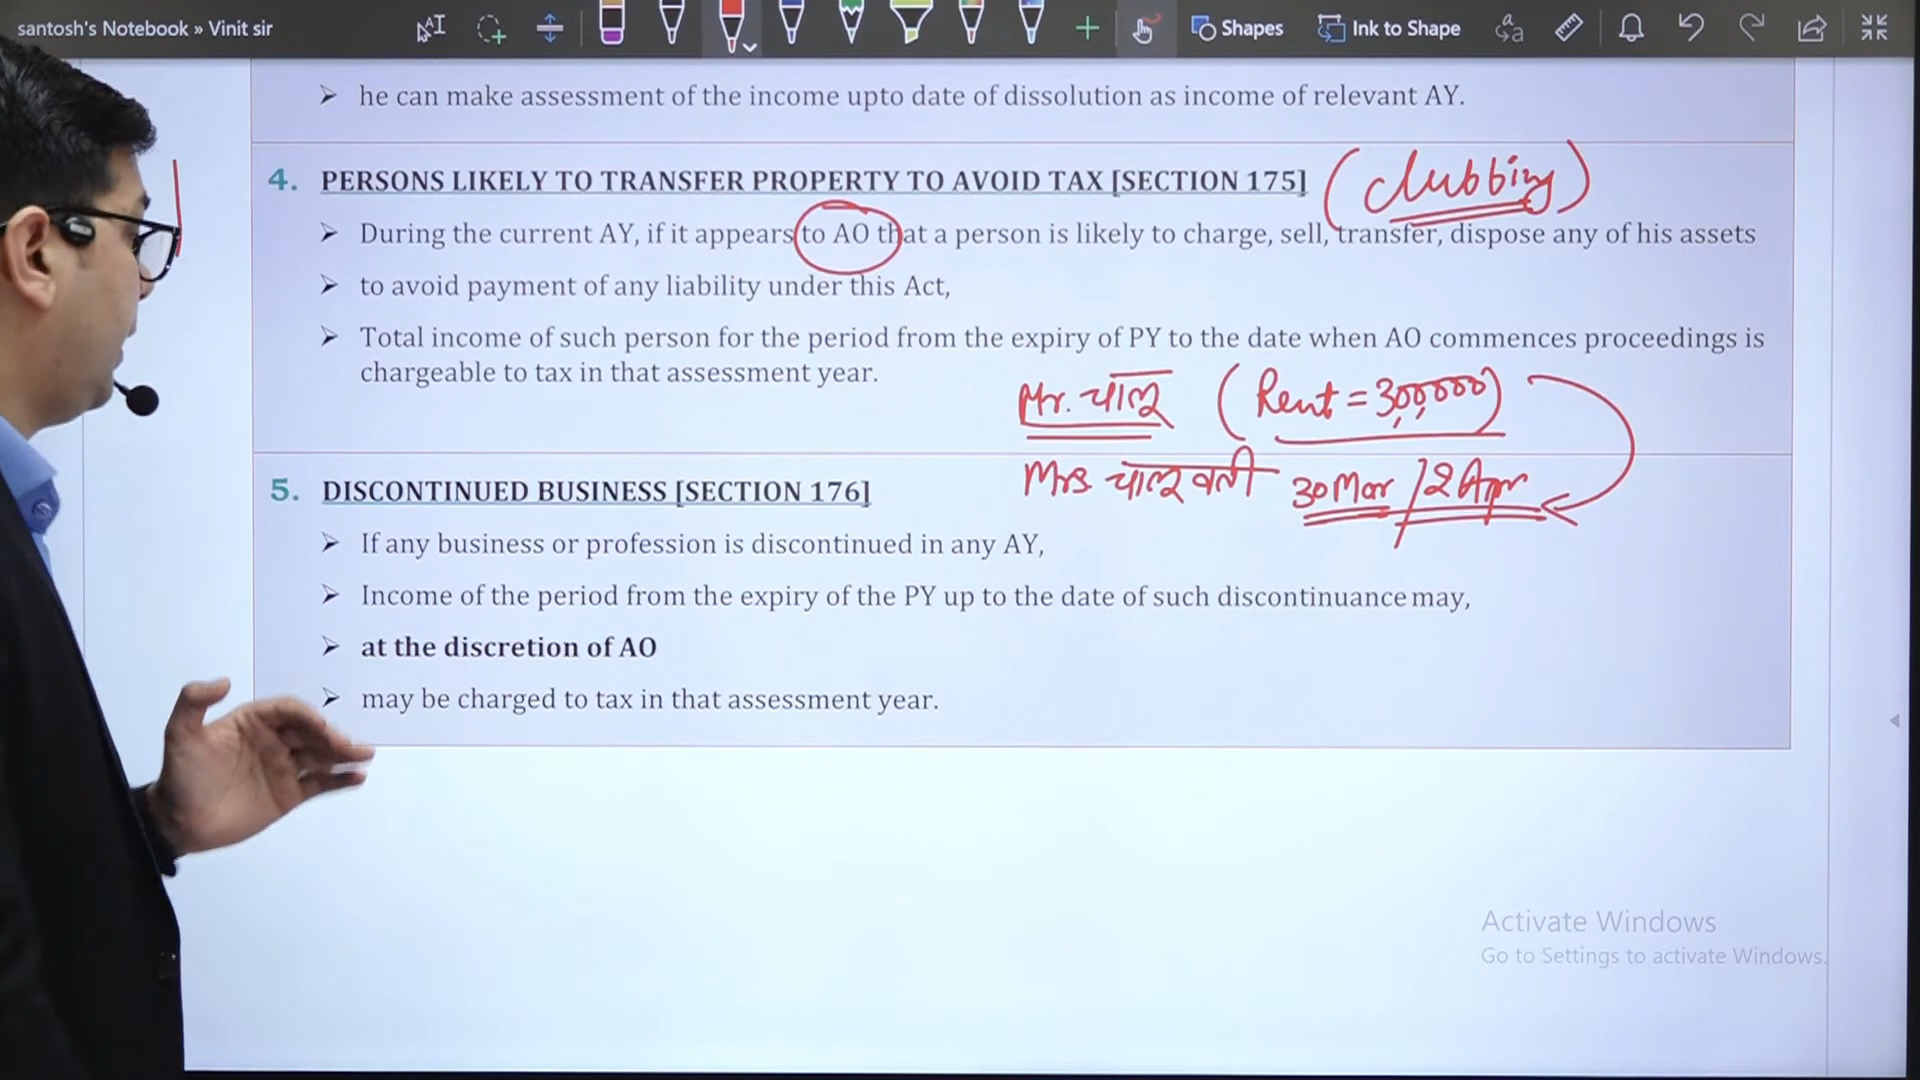 santosh's Notebook » Vinit sir
Shapes
Ink to Shape
➢ he can make assessment of the income upto date of dissolution as income of relevant AY.
4. PERSONS LIKELY TO TRANSFER PROPERTY TO AVOID TAX [SECTION 175] (clubbing)
➢ During the current AY, if it appears to AO that a person is likely to charge, sell, transfer, dispose any of his assets
➢ to avoid payment of any liability under this Act,
➢ Total income of such person for the period from the expiry of PY to the date when AO commences proceedings is
chargeable to tax in that assessment year.
Mr. चालू (Rent = 300,000)
Mrs. चालू वली 30 Mar / 2 Apr
5. DISCONTINUED BUSINESS [SECTION 176]
➢ If any business or profession is discontinued in any AY,
➢ Income of the period from the expiry of the PY up to the date of such discontinuance may,
➢ at the discretion of AO
➢ may be charged to tax in that assessment year.
Activate Windows
Go to Settings to activate Windows.